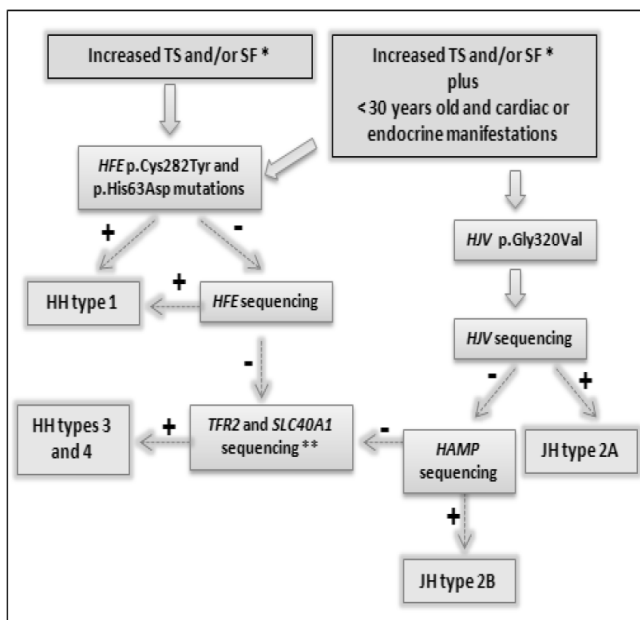 Increased TS and/or SF *
Increased TS and/or SF *
plus
< 30 years old and cardiac or
endocrine manifestations
HFE p.Cys282Tyr and
p.His63Asp mutations
+
-
HJV p.Gly320Val
HH type 1
+
HFE sequencing
HJV sequencing
-
-
+
HH types 3
and 4
+
TFR2 and SLC40A1
sequencing **
-
HAMP
sequencing
JH type 2A
+
JH type 2B